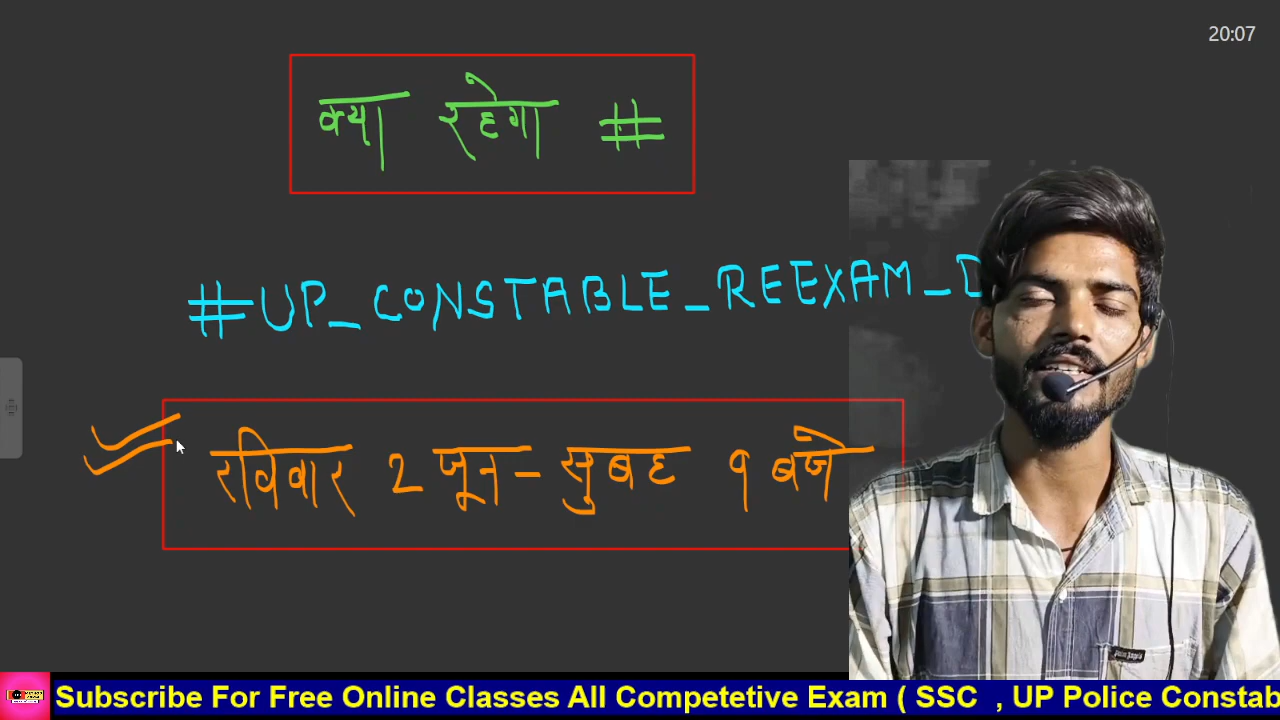 20:07
क्या रहेगा #
#UP_CONSTABLE_REEXAM_D
रविवार 2 जून - सुबह 9 बजे
Subscribe For Free Online Classes All Competetive Exam ( SSC , UP Police Constab